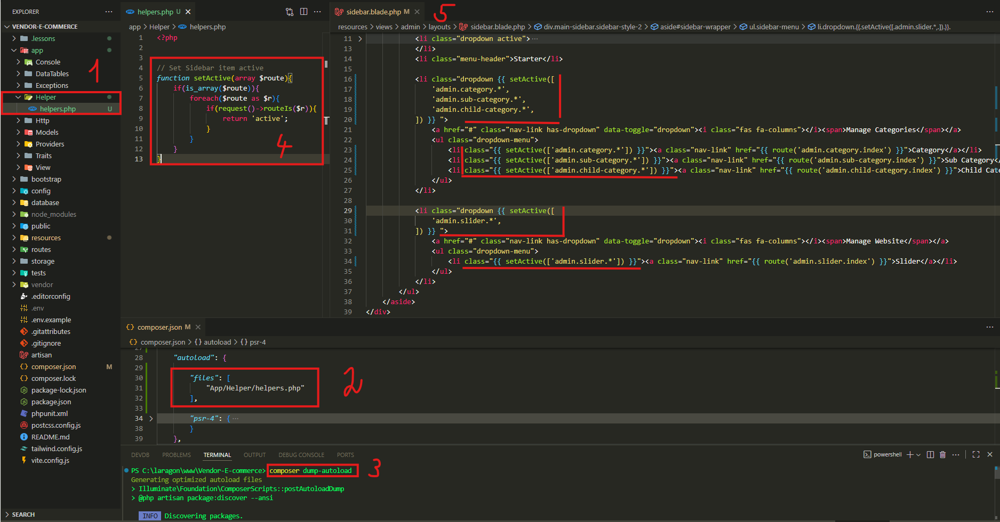 EXPLORER
VENDOR-E-COMMERCE
.lessons
app
Console
DataTables
Exceptions
Helper
helpers.php U
Http
Models
Providers
Traits
View
bootstrap
config
database
node_modules
public
resources
routes
storage
tests
vendor
.editorconfig
.env
.env.example
.gitattributes
.gitignore
artisan
composer.json M
composer.lock
package-lock.json
package.json
phpunit.xml
postcss.config.js
README.md
tailwind.config.js
vite.config.js
SEARCH
1
helpers.php U
app > Helper > helpers.php
1 <?php
2
3
4 // Set Sidebar item active
5 function setActive(array $route){
6 if(is_array($route)){
7 foreach($route as $r){
8 if(request()->routeIs($r)){
9 return 'active';
10 }
11 }
12 }
13 }
4
sidebar.blade.php M
5
resources > views > admin > layouts > sidebar.blade.php > div.main-sidebar.sidebar-style-2 > aside#sidebar-wrapper > ul.sidebar-menu > li.dropdown.{{.setActive([.admin.slider.*,.]).}}.
11 <li class="dropdown active">···
13 </li>
14 <li class="menu-header">Starter</li>
15
16 <li class="dropdown {{ setActive([
17 'admin.category.*',
18 'admin.sub-category.*',
19 'admin.child-category.*',
20 ]) }} ">
21 <a href="#" class="nav-link has-dropdown" data-toggle="dropdown"><i class="fas fa-columns"></i><span>Manage Categories</span></a>
22 <ul class="dropdown-menu">
23 <li class="{{ setActive(['admin.category.*']) }}"><a class="nav-link" href="{{ route('admin.category.index') }}">Category</a></li>
24 <li class="{{ setActive(['admin.sub-category.*']) }}"><a class="nav-link" href="{{ route('admin.sub-category.index') }}">Sub Category</
25 <li class="{{ setActive(['admin.child-category.*']) }}"><a class="nav-link" href="{{ route('admin.child-category.index') }}">Child Cate
26 </ul>
27 </li>
28
29 <li class="dropdown {{ setActive([
30 'admin.slider.*',
31 ]) }} ">
32 <a href="#" class="nav-link has-dropdown" data-toggle="dropdown"><i class="fas fa-columns"></i><span>Manage Website</span></a>
33 <ul class="dropdown-menu">
34 <li class="{{ setActive(['admin.slider.*']) }}"><a class="nav-link" href="{{ route('admin.slider.index') }}">Slider</a></li>
35 </ul>
36 </li>
37 </ul>
38 </aside>
39 </div>
{} composer.json M
{} composer.json > {} autoload > {} psr-4
27
28 "autoload": {
29
30 "files": [
31 "App/Helper/helpers.php"
32 ],
33
34 "psr-4": {···
38 }
39 },
2
DEVDB PROBLEMS TERMINAL OUTPUT DEBUG CONSOLE PORTS
powershell
PS C:\laragon\www\Vendor-E-commerce> composer dump-autoload
3
Generating optimized autoload files
> Illuminate\Foundation\ComposerScripts::postAutoloadDump
> @php artisan package:discover --ansi
INFO Discovering packages.